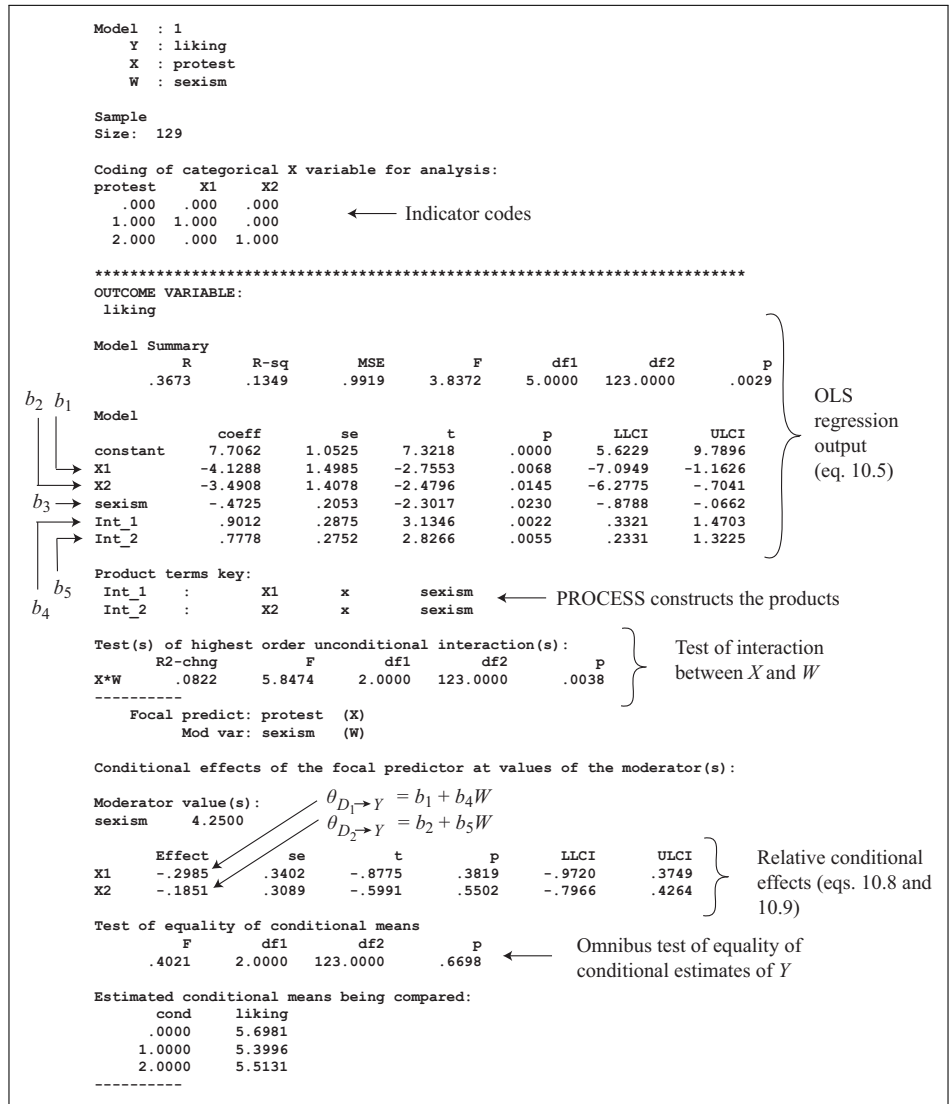 Model : 1
Y : liking
X : protest
W : sexism
Sample
Size: 129
Coding of categorical X variable for analysis:
protest X1 X2
.000 .000 .000
1.000 1.000 .000
2.000 .000 1.000
Indicator codes
**************************************************************************
OUTCOME VARIABLE:
liking
Model Summary
R R-sq MSE F df1 df2 p
.3673 .1349 .9919 3.8372 5.0000 123.0000 .0029
Model
coeff se t p LLCI ULCI
constant 7.7062 1.0525 7.3218 .0000 5.6229 9.7896
X1 -4.1288 1.4985 -2.7553 .0068 -7.0949 -1.1626
X2 -3.4908 1.4078 -2.4796 .0145 -6.2775 -.7041
sexism -.4725 .2053 -2.3017 .0230 -.8788 -.0662
Int_1 .9012 .2875 3.1346 .0022 .3321 1.4703
Int_2 .7778 .2752 2.8266 .0055 .2331 1.3225
b2 b1
b3
b5
b4
OLS
regression
output
(eq. 10.5)
Product terms key:
Int_1 : X1 x sexism
Int_2 : X2 x sexism
PROCESS constructs the products
Test(s) of highest order unconditional interaction(s):
R2-chng F df1 df2 p
X*W .0822 5.8474 2.0000 123.0000 .0038
----------
Test of interaction
between X and W
Focal predict: protest (X)
Mod var: sexism (W)
Conditional effects of the focal predictor at values of the moderator(s):
Moderator value(s):
sexism 4.2500
θD1→Y = b1 + b4W
θD2→Y = b2 + b5W
Effect se t p LLCI ULCI
X1 -.2985 .3402 -.8775 .3819 -.9720 .3749
X2 -.1851 .3089 -.5991 .5502 -.7966 .4264
Relative conditional
effects (eqs. 10.8 and
10.9)
Test of equality of conditional means
F df1 df2 p
.4021 2.0000 123.0000 .6698
Omnibus test of equality of
conditional estimates of Y
Estimated conditional means being compared:
cond liking
.0000 5.6981
1.0000 5.3996
2.0000 5.5131
----------